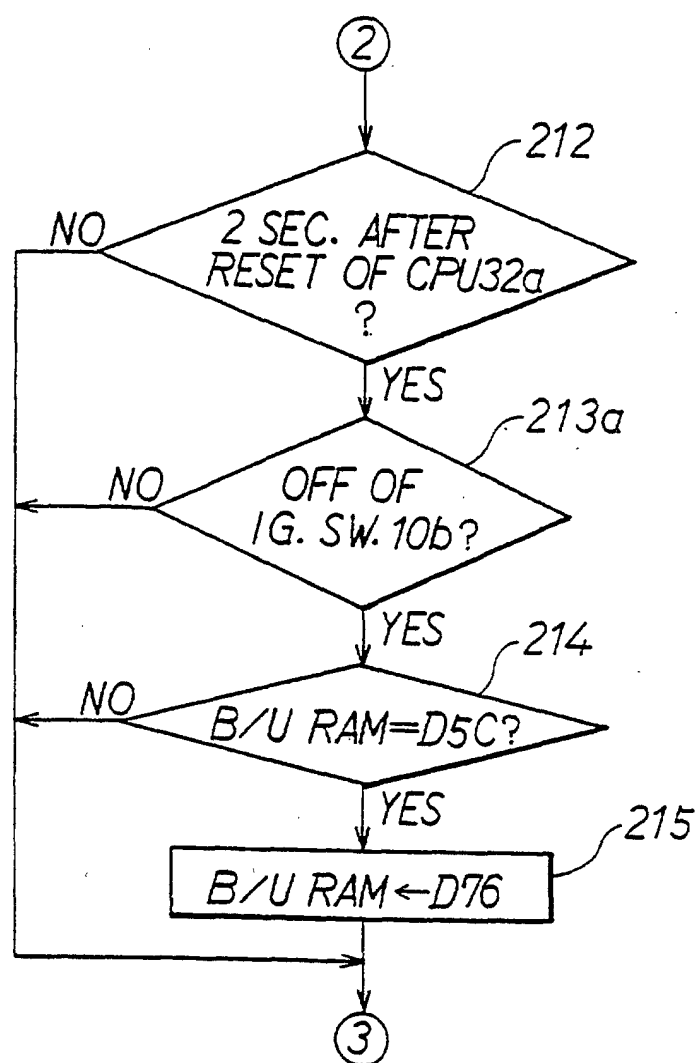 2
212
NO
2 SEC. AFTER
RESET OF CPU32a
?
YES
213a
NO
OFF OF
IG. SW. 10b?
YES
214
NO
B/U RAM=D5C?
YES
215
B/U RAM←D76
3